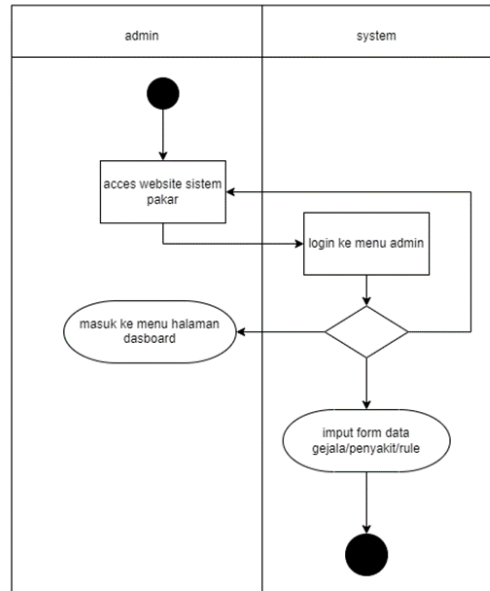 admin
system
acces website sistem
pakar
login ke menu admin
masuk ke menu halaman
dasboard
imput form data
gejala/penyakit/rule